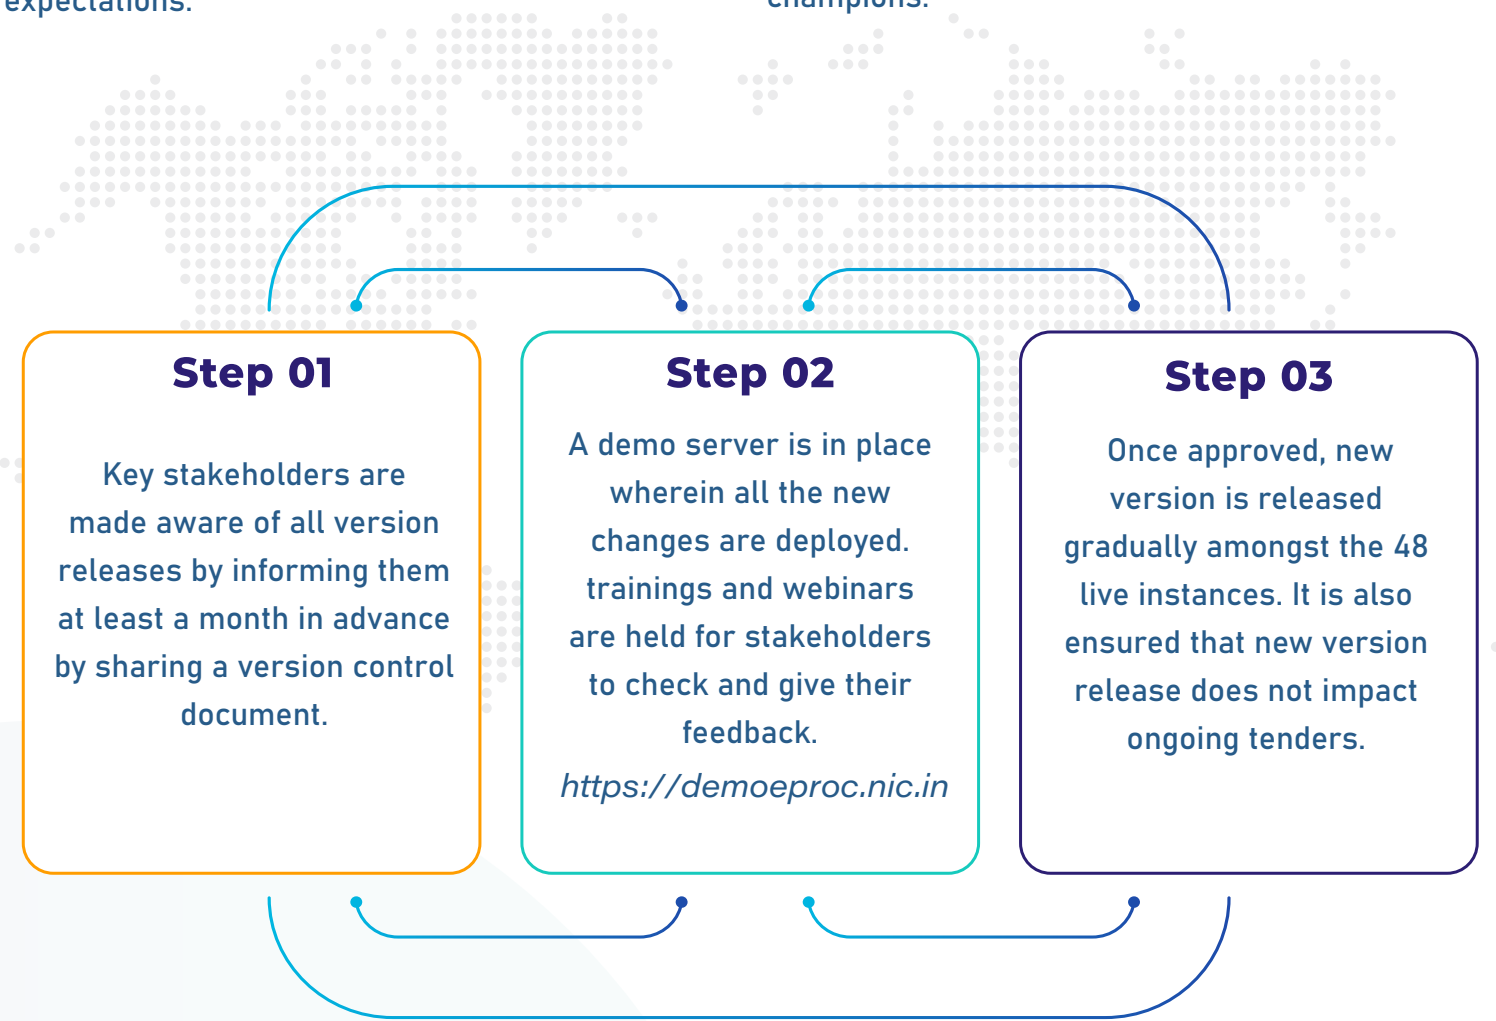 expectations.
champions.
Step 01
Key stakeholders are
made aware of all version
releases by informing them
at least a month in advance
by sharing a version control
document.
Step 02
A demo server is in place
wherein all the new
changes are deployed.
trainings and webinars
are held for stakeholders
to check and give their
feedback.
https://demoeproc.nic.in
Step 03
Once approved, new
version is released
gradually amongst the 48
live instances. It is also
ensured that new version
release does not impact
ongoing tenders.